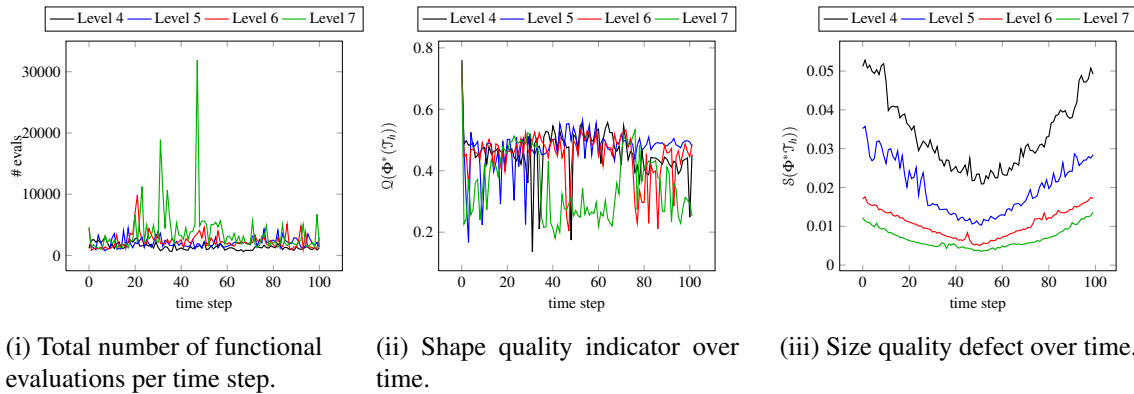 Level 4 Level 5 Level 6 Level 7
30000
20000
10000
0
# evals
0 20 40 60 80 100
time step
(i) Total number of functional
evaluations per time step.
Level 4 Level 5 Level 6 Level 7
0.8
0.6
0.4
0.2
Q(Φ*(𝒯h))
0 20 40 60 80 100
time step
(ii) Shape quality indicator over
time.
Level 4 Level 5 Level 6 Level 7
0.05
0.04
0.03
0.02
0.01
0
S(Φ*𝒯h))
0 20 40 60 80 100
time step
(iii) Size quality defect over time.